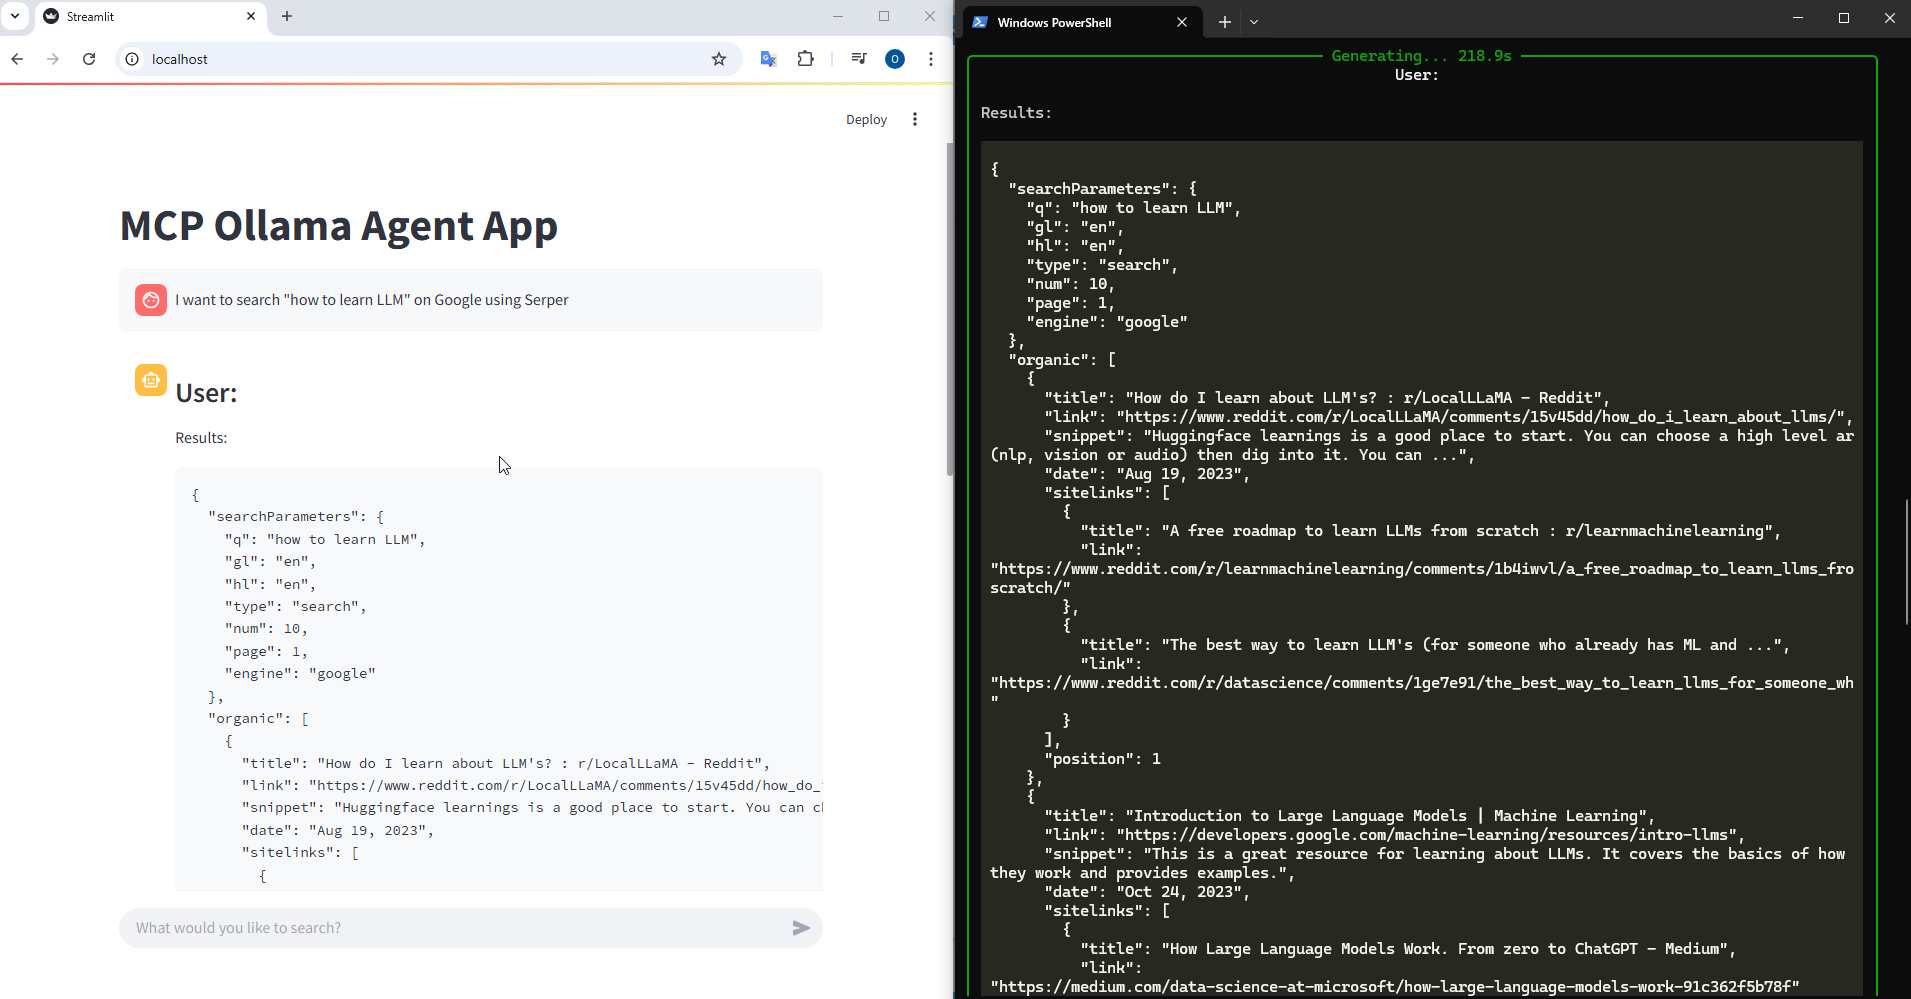 Streamlit
localhost
O
Deploy
MCP Ollama Agent App
I want to search "how to learn LLM" on Google using Serper
User:
Results:
{
"searchParameters": {
"q": "how to learn LLM",
"gl": "en",
"hl": "en",
"type": "search",
"num": 10,
"page": 1,
"engine": "google"
},
"organic": [
{
"title": "How do I learn about LLM's? : r/LocalLLaMA - Reddit",
"link": "https://www.reddit.com/r/LocalLLaMA/comments/15v45dd/how_do_
"snippet": "Huggingface learnings is a good place to start. You can
"date": "Aug 19, 2023",
"sitelinks": [
{
What would you like to search?
Windows PowerShell
Generating... 218.9s
User:
Results:
{
"searchParameters": {
"q": "how to learn LLM",
"gl": "en",
"hl": "en",
"type": "search",
"num": 10,
"page": 1,
"engine": "google"
},
"organic": [
{
"title": "How do I learn about LLM's? : r/LocalLLaMA - Reddit",
"link": "https://www.reddit.com/r/LocalLLaMA/comments/15v45dd/how_do_i_learn_about_llms/",
"snippet": "Huggingface learnings is a good place to start. You can choose a high level ar
(nlp, vision or audio) then dig into it. You can ...",
"date": "Aug 19, 2023",
"sitelinks": [
{
"title": "A free roadmap to learn LLMs from scratch : r/learnmachinelearning",
"link":
"https://www.reddit.com/r/learnmachinelearning/comments/1b4iwvl/a_free_roadmap_to_learn_llms_fro
scratch/"
},
{
"title": "The best way to learn LLM's (for someone who already has ML and ...",
"link":
"https://www.reddit.com/r/datascience/comments/1ge7e91/the_best_way_to_learn_llms_for_someone_wh
"
}
],
"position": 1
},
{
"title": "Introduction to Large Language Models | Machine Learning",
"link": "https://developers.google.com/machine-learning/resources/intro-llms",
"snippet": "This is a great resource for learning about LLMs. It covers the basics of how
they work and provides examples.",
"date": "Oct 24, 2023",
"sitelinks": [
{
"title": "How Large Language Models Work. From zero to ChatGPT - Medium",
"link":
"https://medium.com/data-science-at-microsoft/how-large-language-models-work-91c362f5b78f"